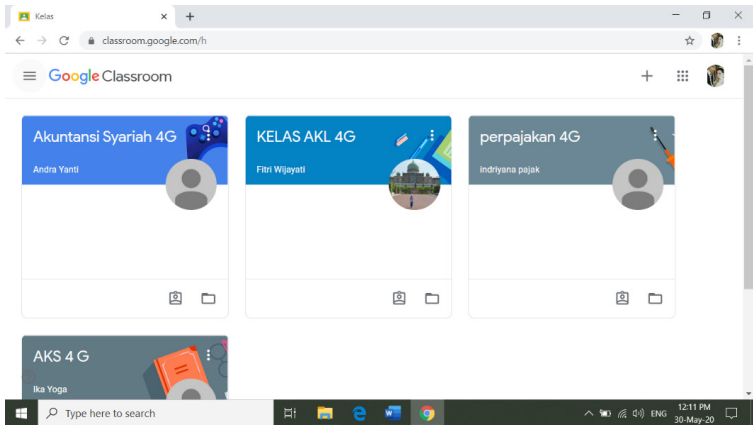 Kelas
classroom.google.com/h
Google Classroom
Akuntansi Syariah 4G
Andra Yanti
KELAS AKL 4G
Fitri Wijayati
perpajakan 4G
indriyana pajak
AKS 4 G
Ika Yoga
Type here to search
ENG
12:11 PM
30-May-20